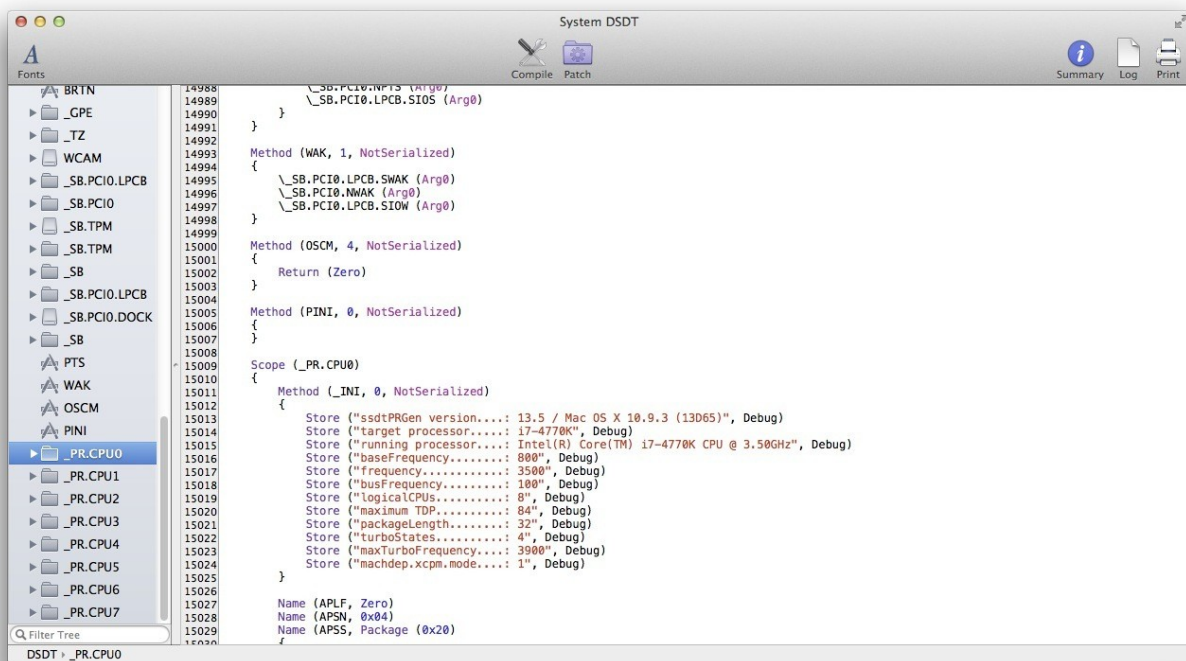 System DSDT
Fonts
Compile
Patch
Summary
Log
Print
BRTN
_GPE
_TZ
WCAM
_SB.PCI0.LPCB
_SB.PCI0
_SB.TPM
_SB.TPM
_SB
_SB.PCI0.LPCB
_SB.PCI0.DOCK
_SB
PTS
WAK
OSCM
PINI
_PR.CPU0
_PR.CPU1
_PR.CPU2
_PR.CPU3
_PR.CPU4
_PR.CPU5
_PR.CPU6
_PR.CPU7
Filter Tree
14988 \_SB.PCI0.NPTS (Arg0)
14989 \_SB.PCI0.LPCB.SIOS (Arg0)
14990 }
14991 }
14992
14993 Method (WAK, 1, NotSerialized)
14994 {
14995 \_SB.PCI0.LPCB.SWAK (Arg0)
14996 \_SB.PCI0.NWAK (Arg0)
14997 \_SB.PCI0.LPCB.SIOW (Arg0)
14998 }
14999
15000 Method (OSCM, 4, NotSerialized)
15001 {
15002 Return (Zero)
15003 }
15004
15005 Method (PINI, 0, NotSerialized)
15006 {
15007 }
15008
15009 Scope (_PR.CPU0)
15010 {
15011 Method (_INI, 0, NotSerialized)
15012 {
15013 Store ("ssdtPRGen version....: 13.5 / Mac OS X 10.9.3 (13D65)", Debug)
15014 Store ("target processor.....: i7-4770K", Debug)
15015 Store ("running processor....: Intel(R) Core(TM) i7-4770K CPU @ 3.50GHz", Debug)
15016 Store ("baseFrequency........: 800", Debug)
15017 Store ("frequency............: 3500", Debug)
15018 Store ("busFrequency.........: 100", Debug)
15019 Store ("logicalCPUs..........: 8", Debug)
15020 Store ("maximum TDP..........: 84", Debug)
15021 Store ("packageLength........: 32", Debug)
15022 Store ("turboStates..........: 4", Debug)
15023 Store ("maxTurboFrequency....: 3900", Debug)
15024 Store ("machdep.xcpm.mode....: 1", Debug)
15025 }
15026
15027 Name (APLF, Zero)
15028 Name (APSN, 0x04)
15029 Name (APSS, Package (0x20)
15030 {
DSDT › _PR.CPU0